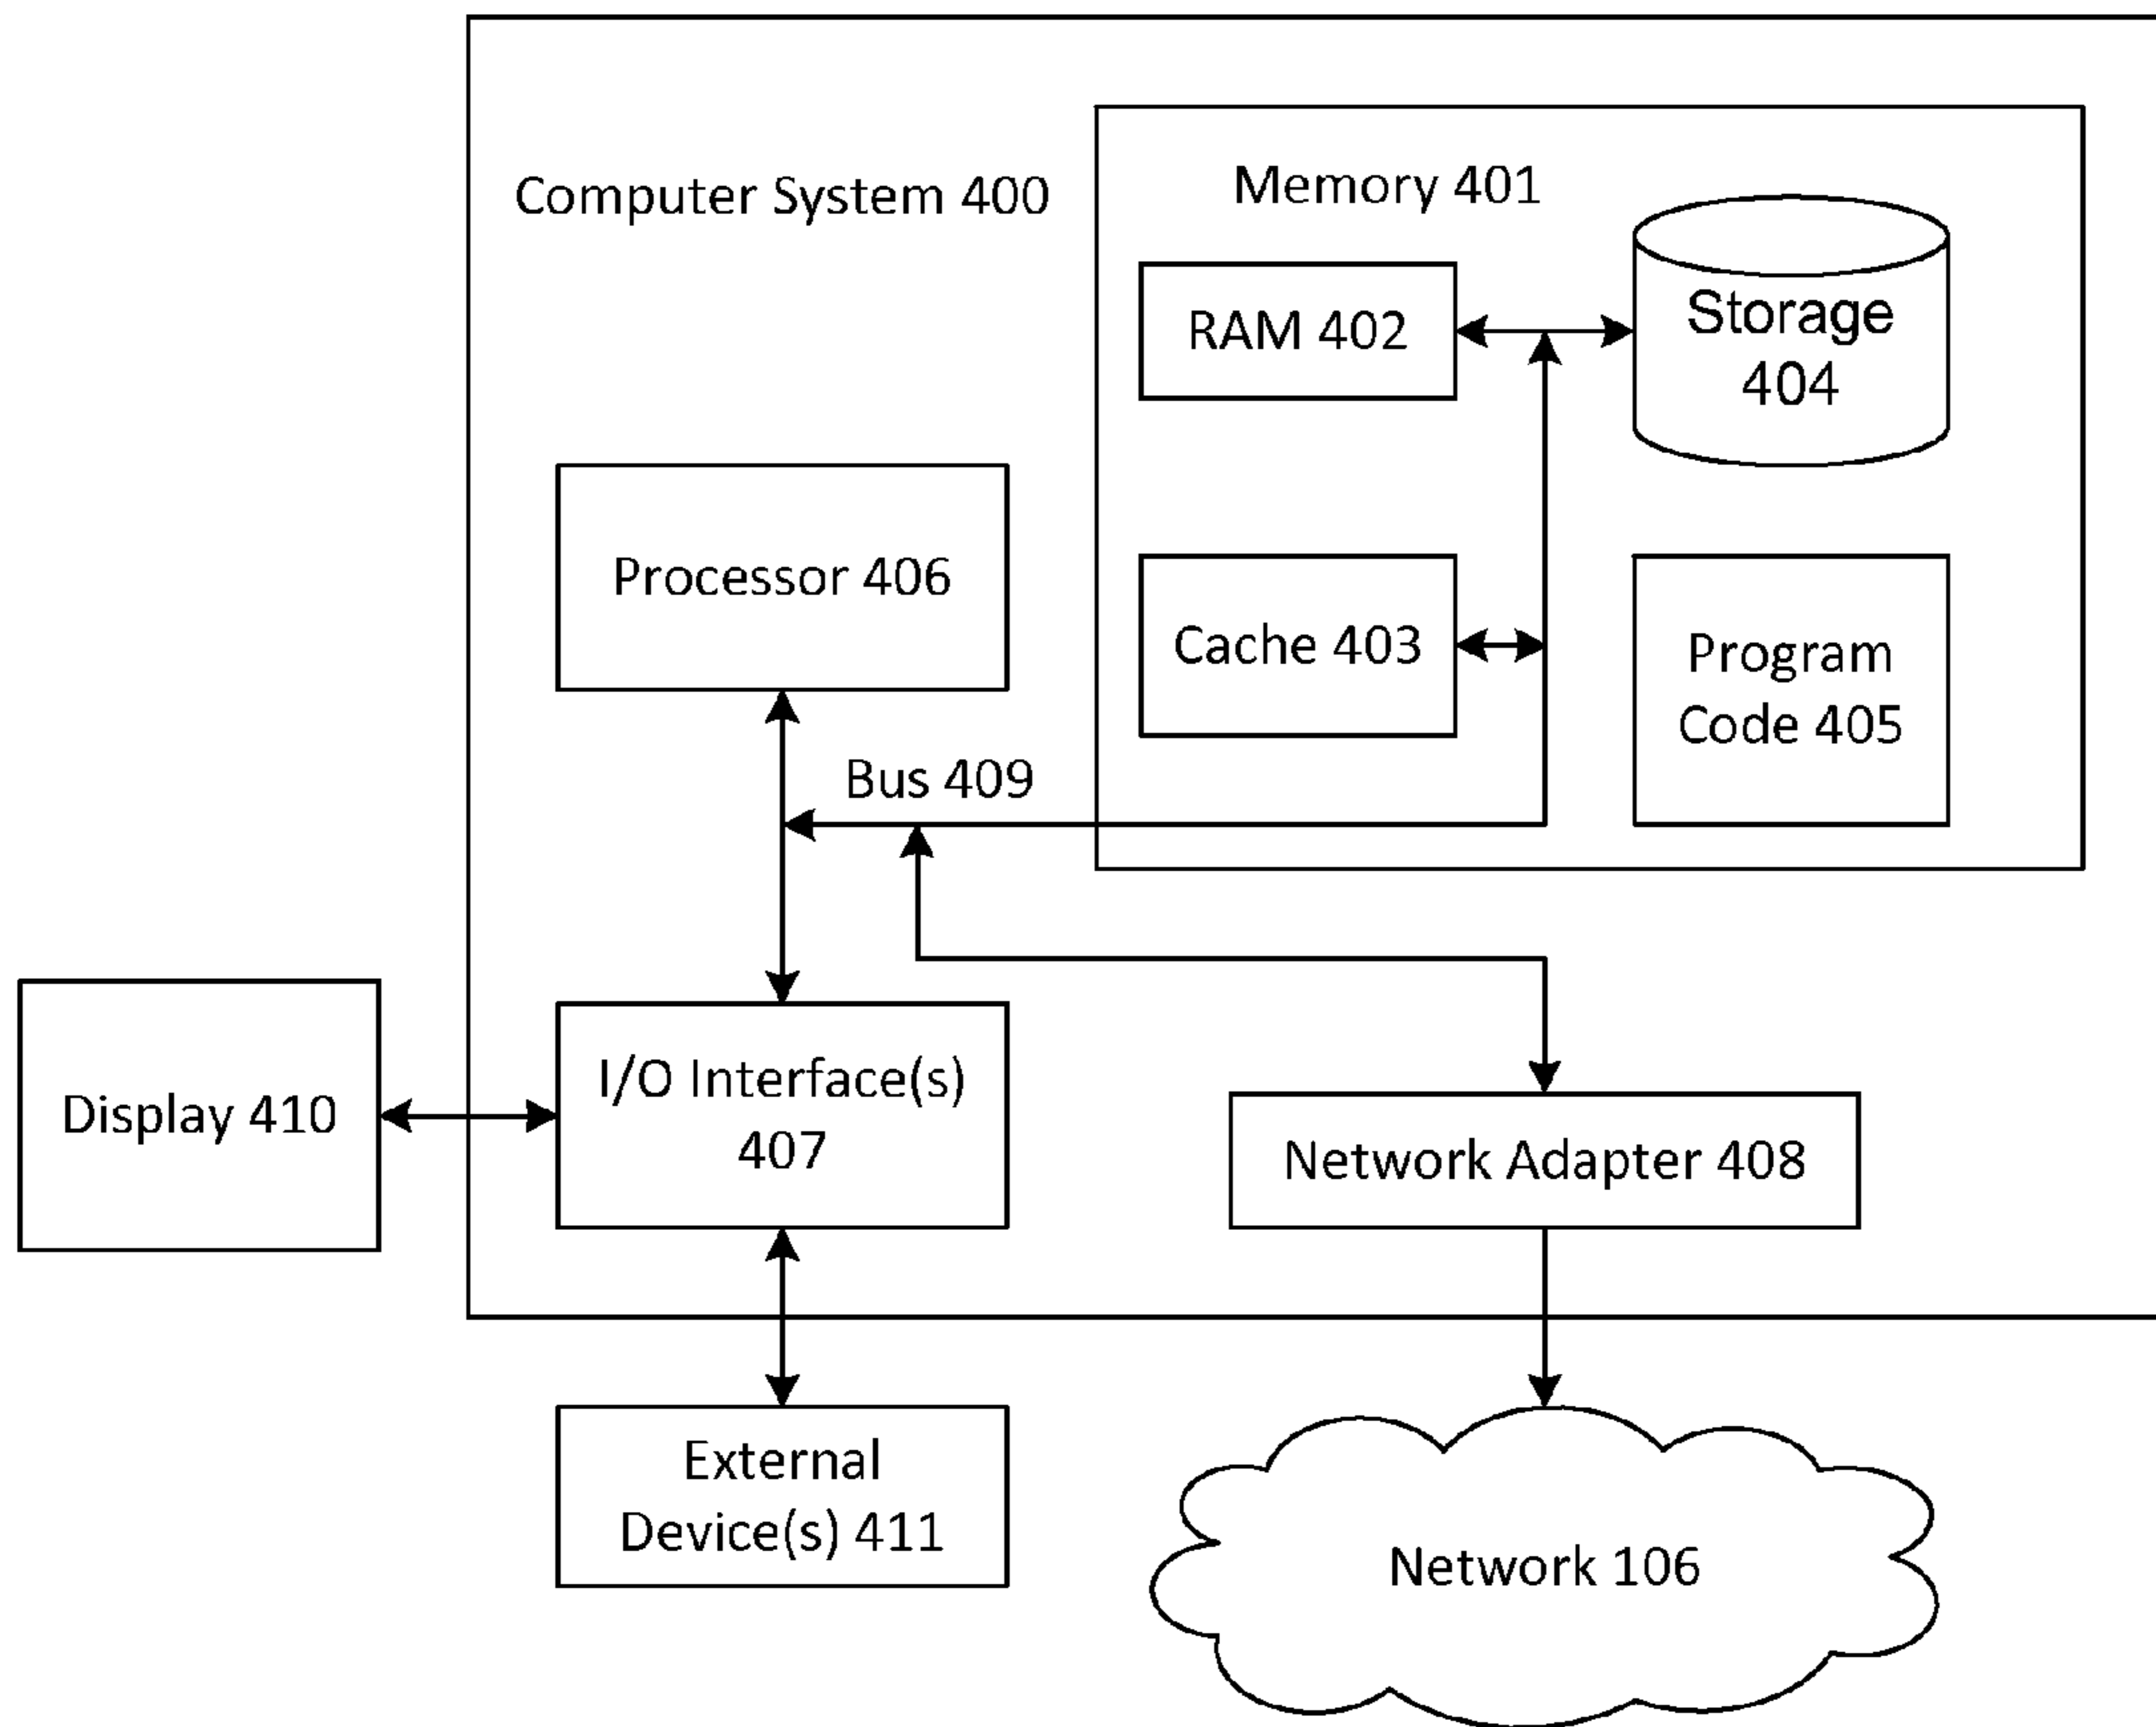 Computer System 400
Memory 401
RAM 402
Storage
404
Processor 406
Cache 403
Program
Code 405
Bus 409
Display 410
I/O Interface(s)
407
Network Adapter 408
External
Device(s) 411
Network 106